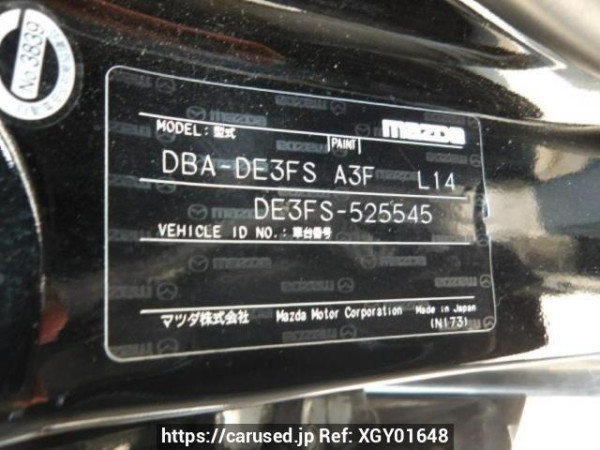 No.3839
mazda
MODEL: 型式 PAINT
DBA-DE3FS A3F L14
DE3FS-525545
VEHICLE ID NO.: 車台番号
マツダ株式会社 Mazda Motor Corporation Made in Japan
(N173)
https://carused.jp Ref: XGY01648